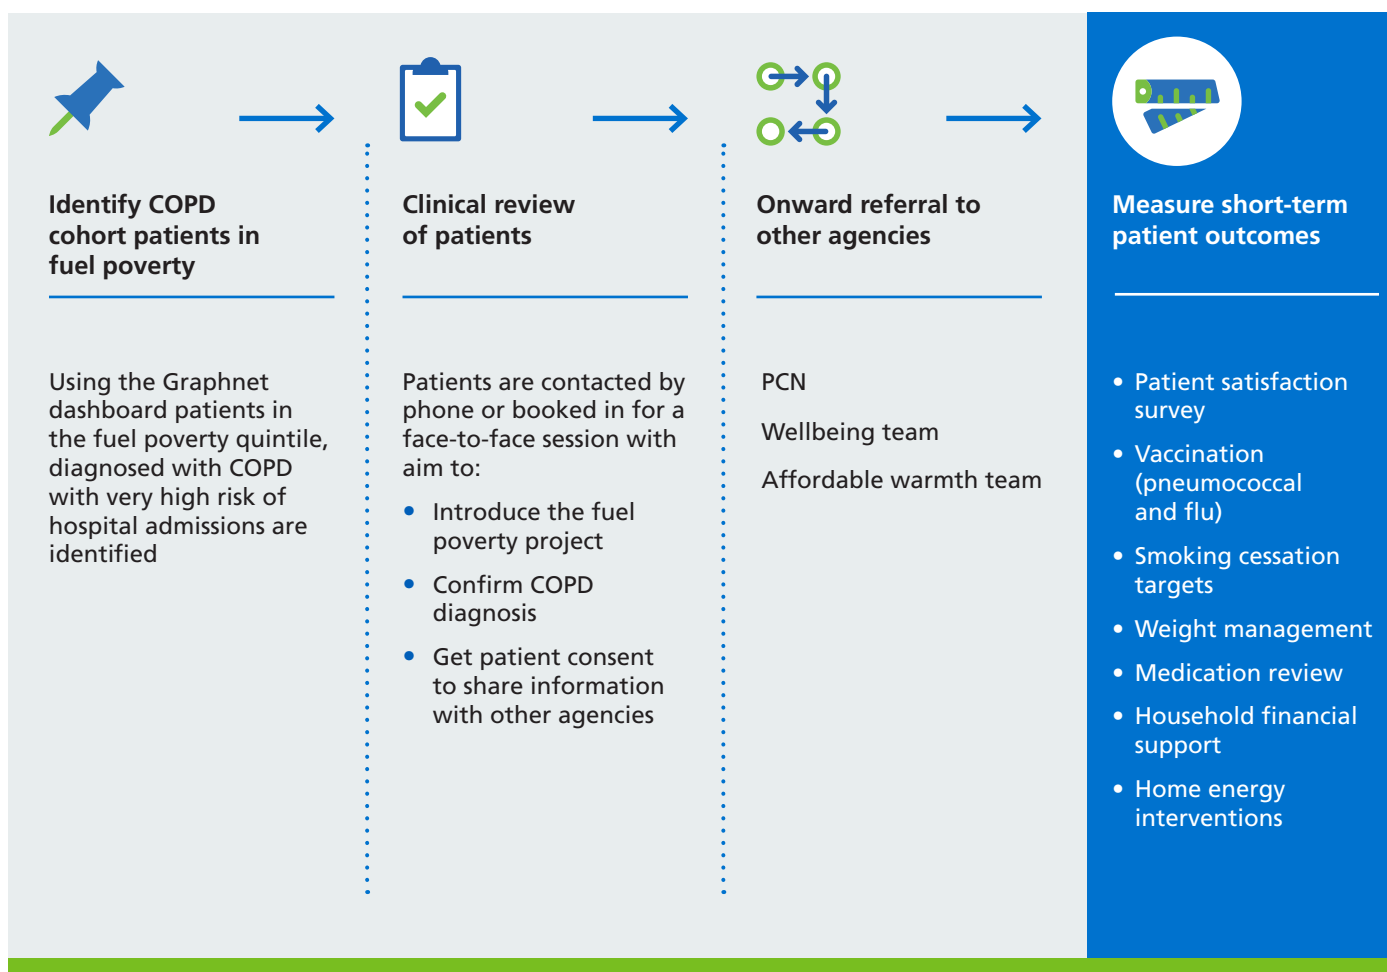 Identify COPD
cohort patients in
fuel poverty
Using the Graphnet
dashboard patients in
the fuel poverty quintile,
diagnosed with COPD
with very high risk of
hospital admissions are
identified
Clinical review
of patients
Patients are contacted by
phone or booked in for a
face-to-face session with
aim to:
• Introduce the fuel
poverty project
• Confirm COPD
diagnosis
• Get patient consent
to share information
with other agencies
Onward referral to
other agencies
PCN
Wellbeing team
Affordable warmth team
Measure short-term
patient outcomes
• Patient satisfaction
survey
• Vaccination
(pneumococcal
and flu)
• Smoking cessation
targets
• Weight management
• Medication review
• Household financial
support
• Home energy
interventions